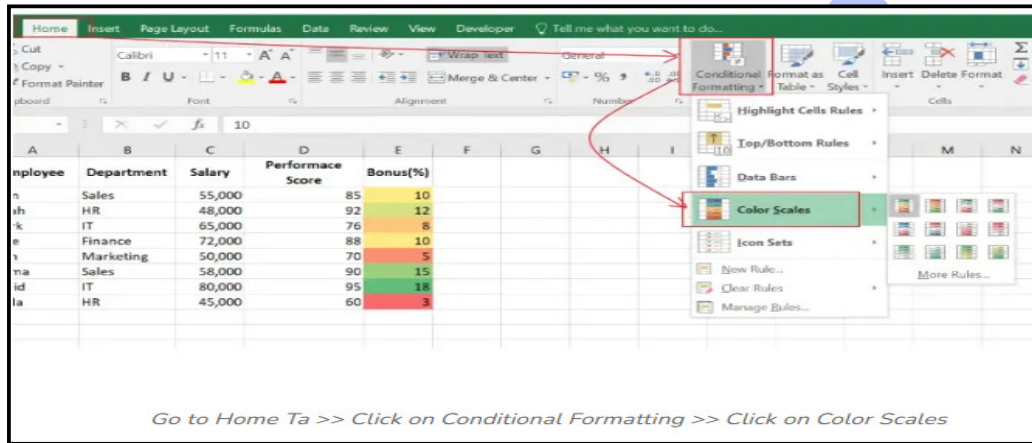 Home Insert Page Layout Formulas Data Review View Developer Tell me what you want to do...
Cut
Copy
Format Painter
Calibri 11 A A Wrap Text General
B I U A Merge & Center % Conditional Formatting Format as Table Cell Styles Insert Delete Format
pboard Font Alignment Number Cells
fx 10
A B C D E F G H I M N
nployee Department Salary Performace Score Bonus(%)
n Sales 55,000 85 10
ah HR 48,000 92 12
k IT 65,000 76 8
e Finance 72,000 88 10
Marketing 50,000 70 5
ma Sales 58,000 90 15
id IT 80,000 95 18
la HR 45,000 60 3
Highlight Cells Rules
Top/Bottom Rules
Data Bars
Color Scales
Icon Sets
New Rule...
Clear Rules
Manage Rules...
More Rules...
Go to Home Ta >> Click on Conditional Formatting >> Click on Color Scales